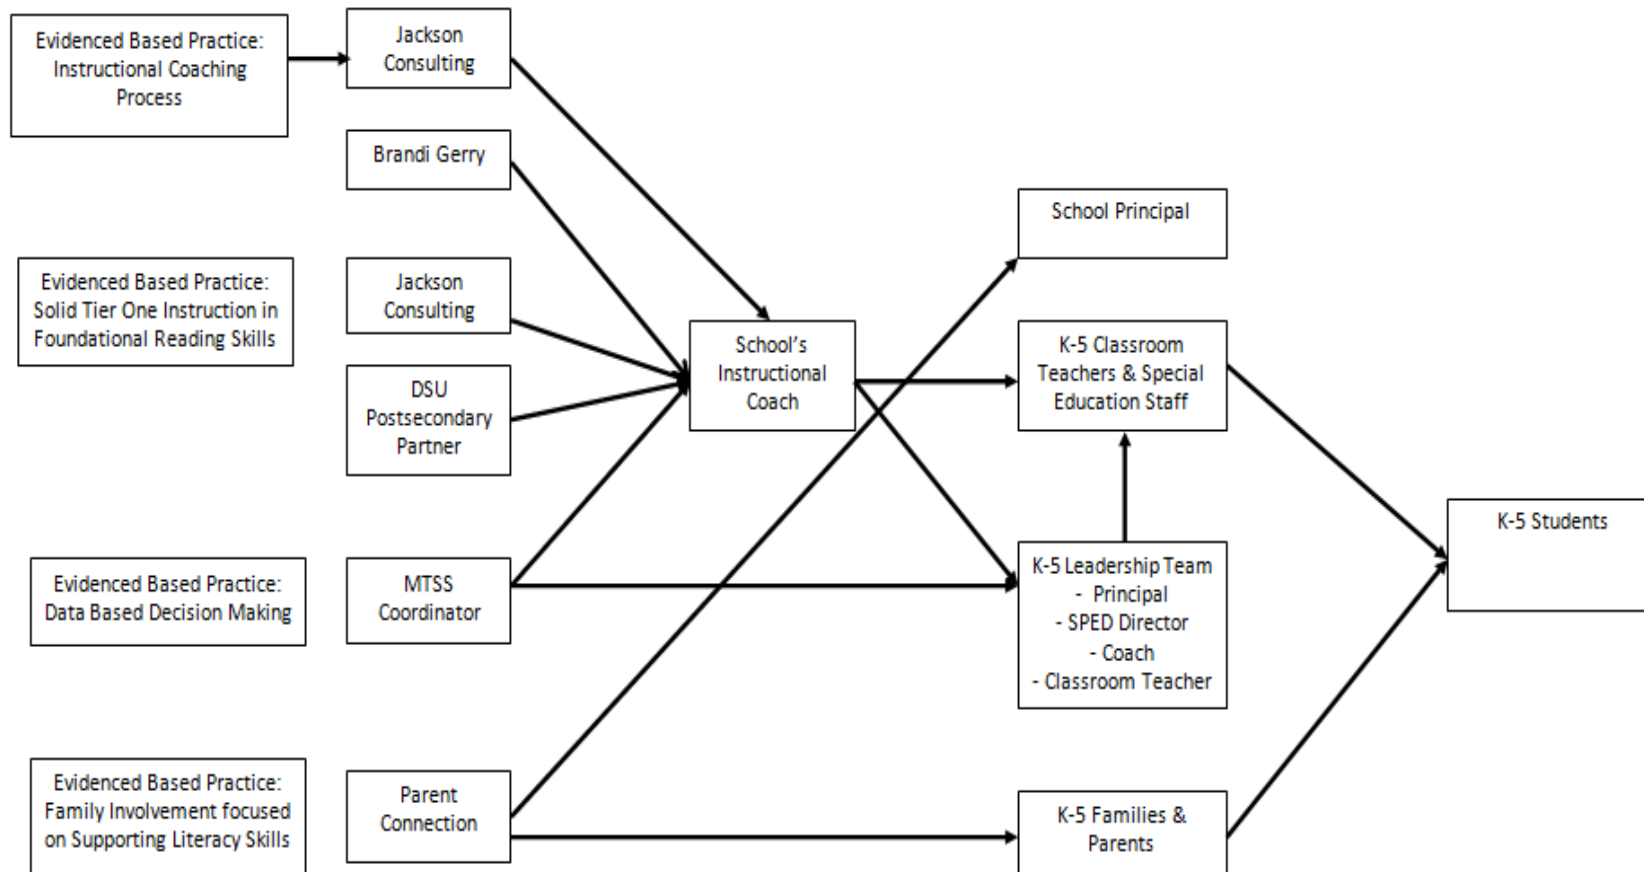 Evidenced Based Practice:
Instructional Coaching
Process
Jackson
Consulting
Brandi Gerry
School Principal
Evidenced Based Practice:
Solid Tier One Instruction in
Foundational Reading Skills
Jackson
Consulting
School's
Instructional
Coach
K-5 Classroom
Teachers & Special
Education Staff
DSU
Postsecondary
Partner
K-5 Students
Evidenced Based Practice:
Data Based Decision Making
MTSS
Coordinator
K-5 Leadership Team
- Principal
- SPED Director
- Coach
- Classroom Teacher
Evidenced Based Practice:
Family Involvement focused
on Supporting Literacy Skills
Parent
Connection
K-5 Families &
Parents